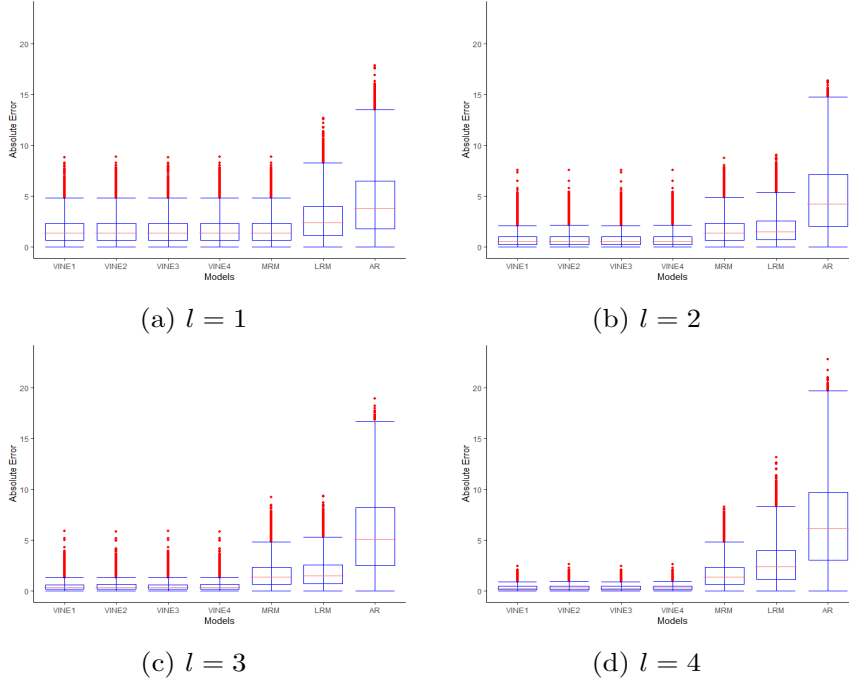 20
20
15
15
Absolute Error
Absolute Error
10
10
5
5
0
0
VINE1 VINE2 VINE3 VINE4 MRM LRM AR
VINE1 VINE2 VINE3 VINE4 MRM LRM AR
Models
Models
(a) l = 1
(b) l = 2
20
20
15
15
Absolute Error
Absolute Error
10
10
5
5
0
0
VINE1 VINE2 VINE3 VINE4 MRM LRM AR
VINE1 VINE2 VINE3 VINE4 MRM LRM AR
Models
Models
(c) l = 3
(d) l = 4